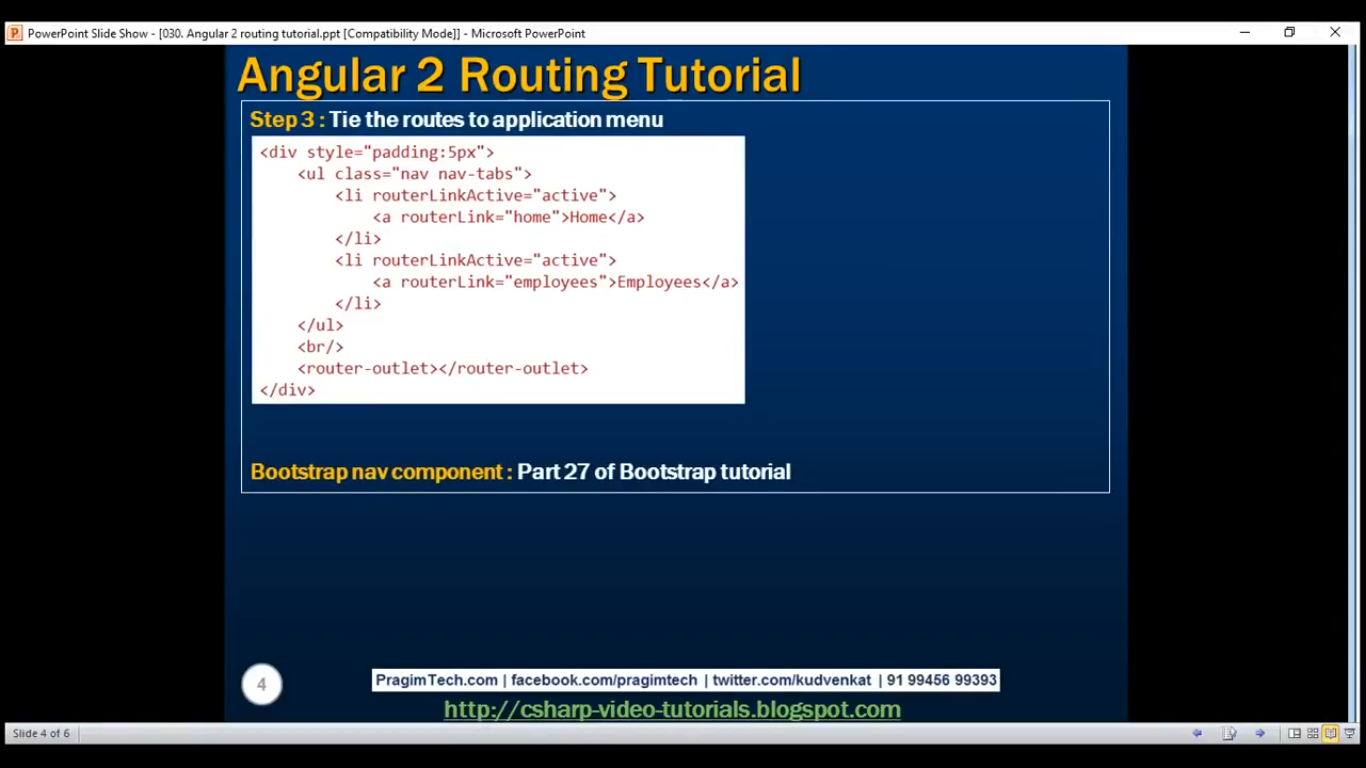 PowerPoint Slide Show - [030. Angular 2 routing tutorial.ppt [Compatibility Mode]] - Microsoft PowerPoint
Angular 2 Routing Tutorial
Step 3 : Tie the routes to application menu
<div style="padding:5px">
    <ul class="nav nav-tabs">
        <li routerLinkActive="active">
            <a routerLink="home">Home</a>
        </li>
        <li routerLinkActive="active">
            <a routerLink="employees">Employees</a>
        </li>
    </ul>
    <br/>
    <router-outlet></router-outlet>
</div>
Bootstrap nav component : Part 27 of Bootstrap tutorial
4
PragimTech.com | facebook.com/pragimtech | twitter.com/kudvenkat | 91 99456 99393
http://csharp-video-tutorials.blogspot.com
Slide 4 of 6